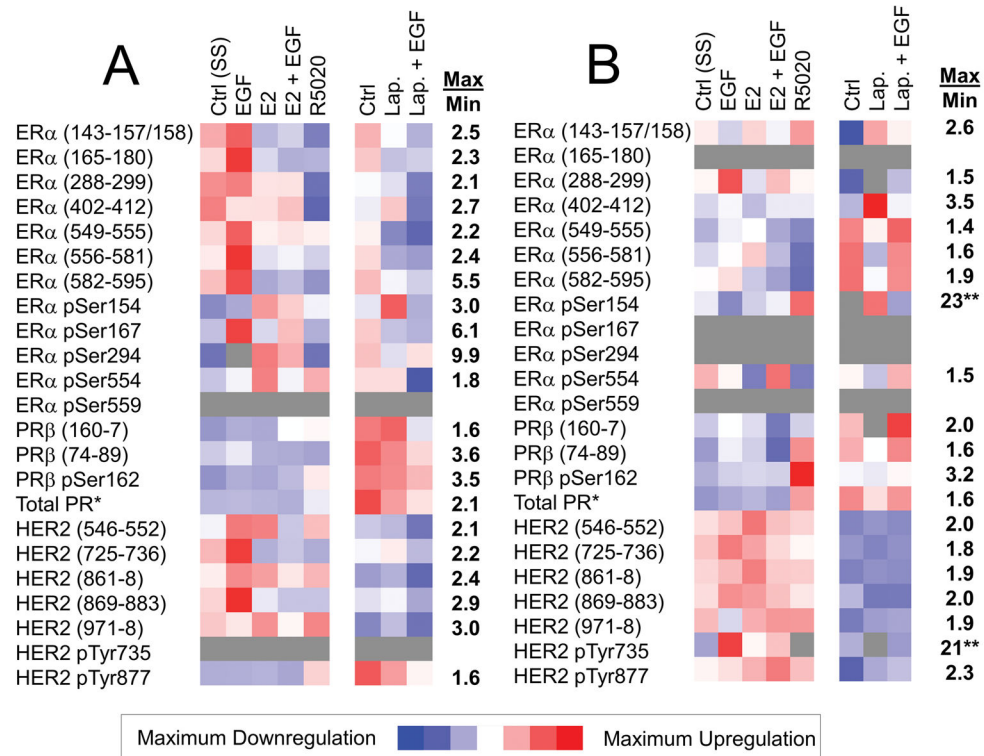 A
Ctrl (SS)
EGF
E2
E2 + EGF
R5020
Ctrl
Lap.
Lap. + EGF
Max
Min
ERα (143-157/158) 2.5
ERα (165-180) 2.3
ERα (288-299) 2.1
ERα (402-412) 2.7
ERα (549-555) 2.2
ERα (556-581) 2.4
ERα (582-595) 5.5
ERα pSer154 3.0
ERα pSer167 6.1
ERα pSer294 9.9
ERα pSer554 1.8
ERα pSer559
PRβ (160-7) 1.6
PRβ (74-89) 3.6
PRβ pSer162 3.5
Total PR* 2.1
HER2 (546-552) 2.1
HER2 (725-736) 2.2
HER2 (861-8) 2.4
HER2 (869-883) 2.9
HER2 (971-8) 3.0
HER2 pTyr735
HER2 pTyr877 1.6
B
Ctrl (SS)
EGF
E2
E2 + EGF
R5020
Ctrl
Lap.
Lap. + EGF
Max
Min
ERα (143-157/158) 2.6
ERα (165-180)
ERα (288-299) 1.5
ERα (402-412) 3.5
ERα (549-555) 1.4
ERα (556-581) 1.6
ERα (582-595) 1.9
ERα pSer154 23**
ERα pSer167
ERα pSer294
ERα pSer554 1.5
ERα pSer559
PRβ (160-7) 2.0
PRβ (74-89) 1.6
PRβ pSer162 3.2
Total PR* 1.6
HER2 (546-552) 2.0
HER2 (725-736) 1.8
HER2 (861-8) 1.9
HER2 (869-883) 2.0
HER2 (971-8) 1.9
HER2 pTyr735 21**
HER2 pTyr877 2.3
Maximum Downregulation Maximum Upregulation